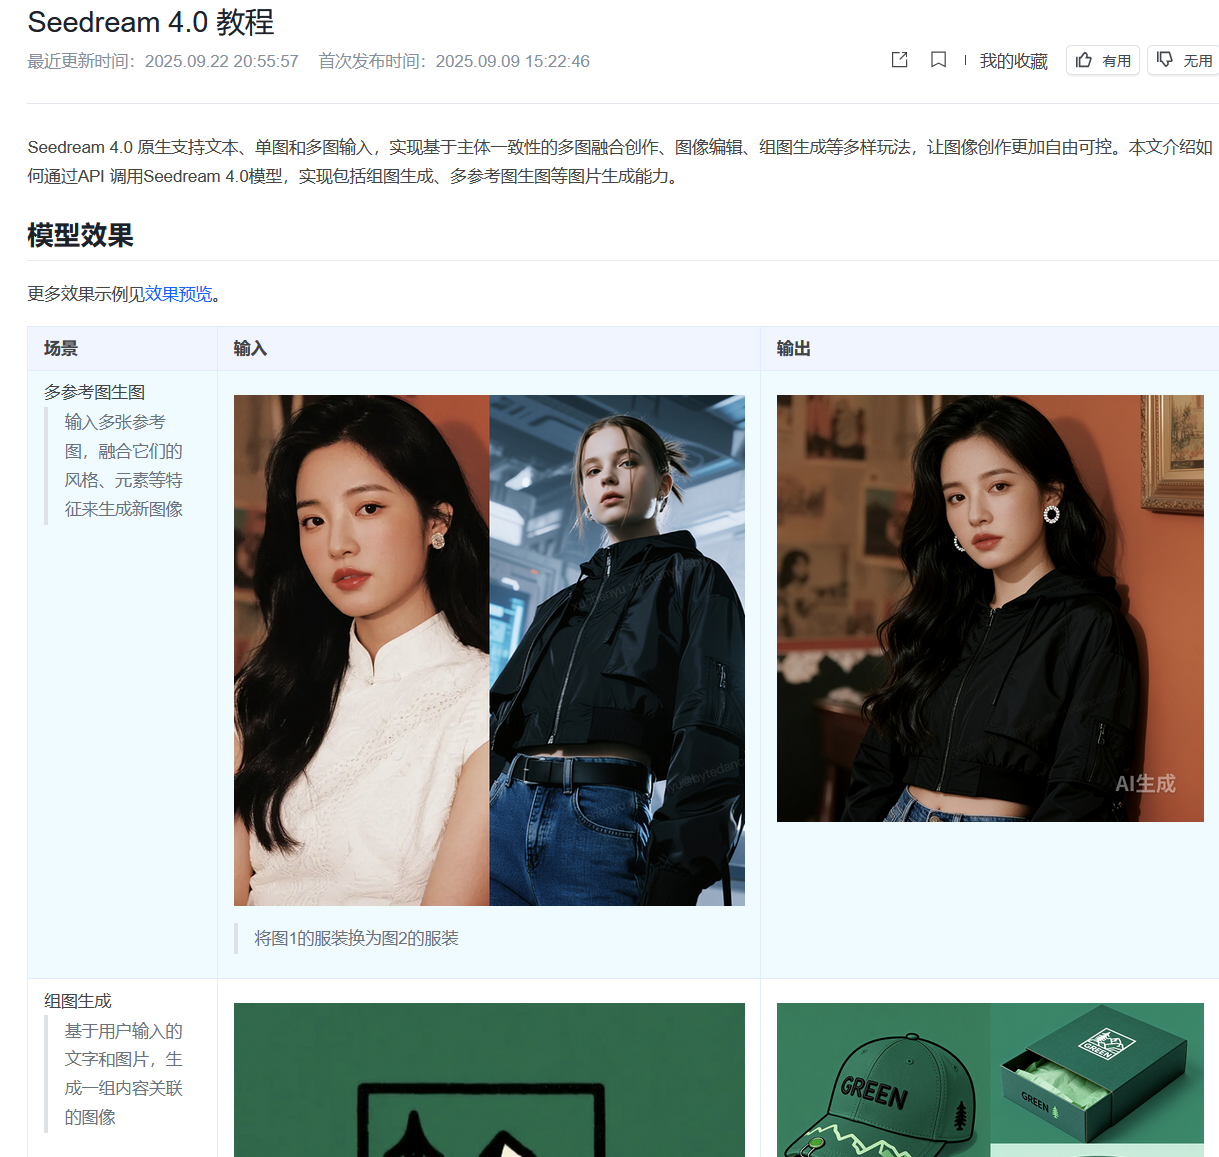 Seedream 4.0 教程
最近更新时间：2025.09.22 20:55:57 首次发布时间：2025.09.09 15:22:46
我的收藏 有用 无用
Seedream 4.0 原生支持文本、单图和多图输入，实现基于主体一致性的多图融合创作、图像编辑、组图生成等多样玩法，让图像创作更加自由可控。本文介绍如
何通过API 调用Seedream 4.0模型，实现包括组图生成、多参考图生图等图片生成能力。
模型效果
更多效果示例见效果预览。
场景 输入 输出
多参考图生图
输入多张参考
图，融合它们的
风格、元素等特
征来生成新图像
AI生成
将图1的服装换为图2的服装
组图生成
基于用户输入的
文字和图片，生
成一组内容关联
的图像
GREEN
GREEN
GREEN